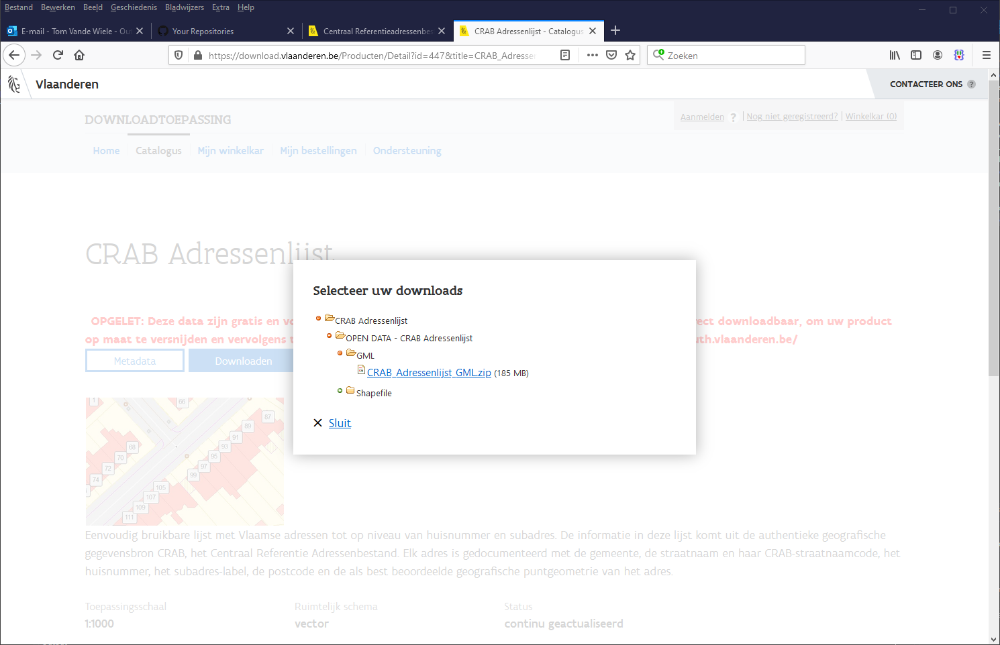 Bestand Bewerken Beeld Geschiedenis Bladwijzers Extra Help
E-mail - Tom Vande Wiele - Ou
Your Repositories
Centraal Referentieadressenbes
CRAB Adressenlijst - Catalogus
https://download.vlaanderen.be/Producten/Detail?id=447&title=CRAB_Adresse
Zoeken
Vlaanderen
CONTACTEER ONS ?
DOWNLOADTOEPASSING
Aanmelden ? | Nog niet geregistreerd? | Winkelkar (0)
Home Catalogus Mijn winkelkar Mijn bestellingen Ondersteuning
CRAB Adressenlijst
Selecteer uw downloads
CRAB Adressenlijst
OPEN DATA - CRAB Adressenlijst
GML
CRAB_Adressenlijst_GML.zip (185 MB)
Shapefile
Sluit
OPGELET: Deze data zijn gratis en vo
rect downloadbaar, om uw product
op maat te versnijden en vervolgens t
uth.vlaanderen.be/
Metadata
Downloaden
1
66
87
89
68
91
93
70
95
72
97
74
99
105
107
109
111
Eenvoudig bruikbare lijst met Vlaamse adressen tot op niveau van huisnummer en subadres. De informatie in deze lijst komt uit de authentieke geografische
gegevensbron CRAB, het Centraal Referentie Adressenbestand. Elk adres is gedocumenteerd met de gemeente, de straatnaam en haar CRAB-straatnaamcode, het
huisnummer, het subadres-label, de postcode en de als best beoordeelde geografische puntgeometrie van het adres.
Toepassingsschaal
Ruimtelijk schema
Status
1:1000
vector
continu geactualiseerd